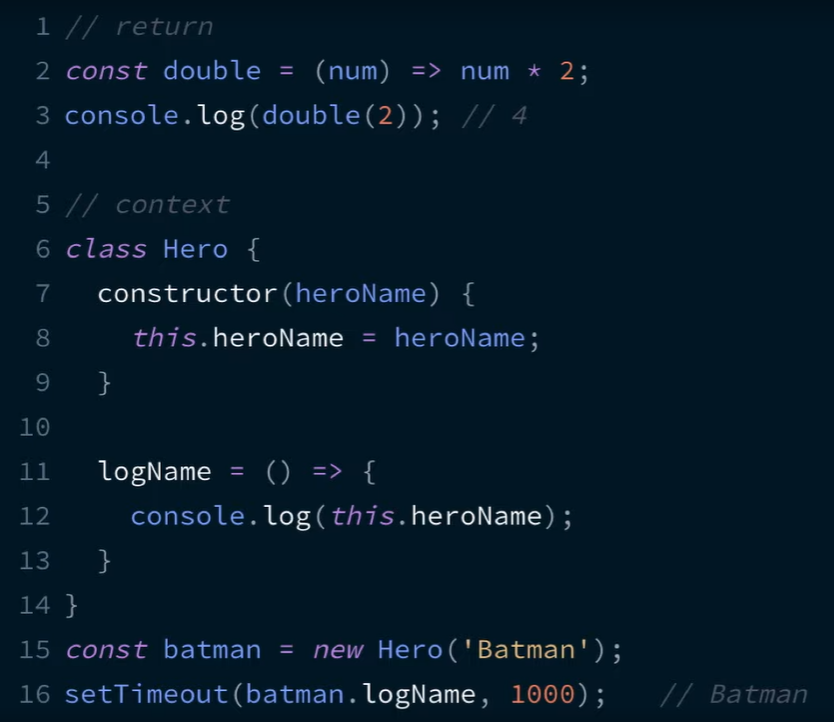 1 // return
2 const double = (num) => num * 2;
3 console.log(double(2)); // 4
4
5 // context
6 class Hero {
7   constructor(heroName) {
8     this.heroName = heroName;
9   }
10
11   logName = () => {
12     console.log(this.heroName);
13   }
14 }
15 const batman = new Hero('Batman');
16 setTimeout(batman.logName, 1000);   // Batman